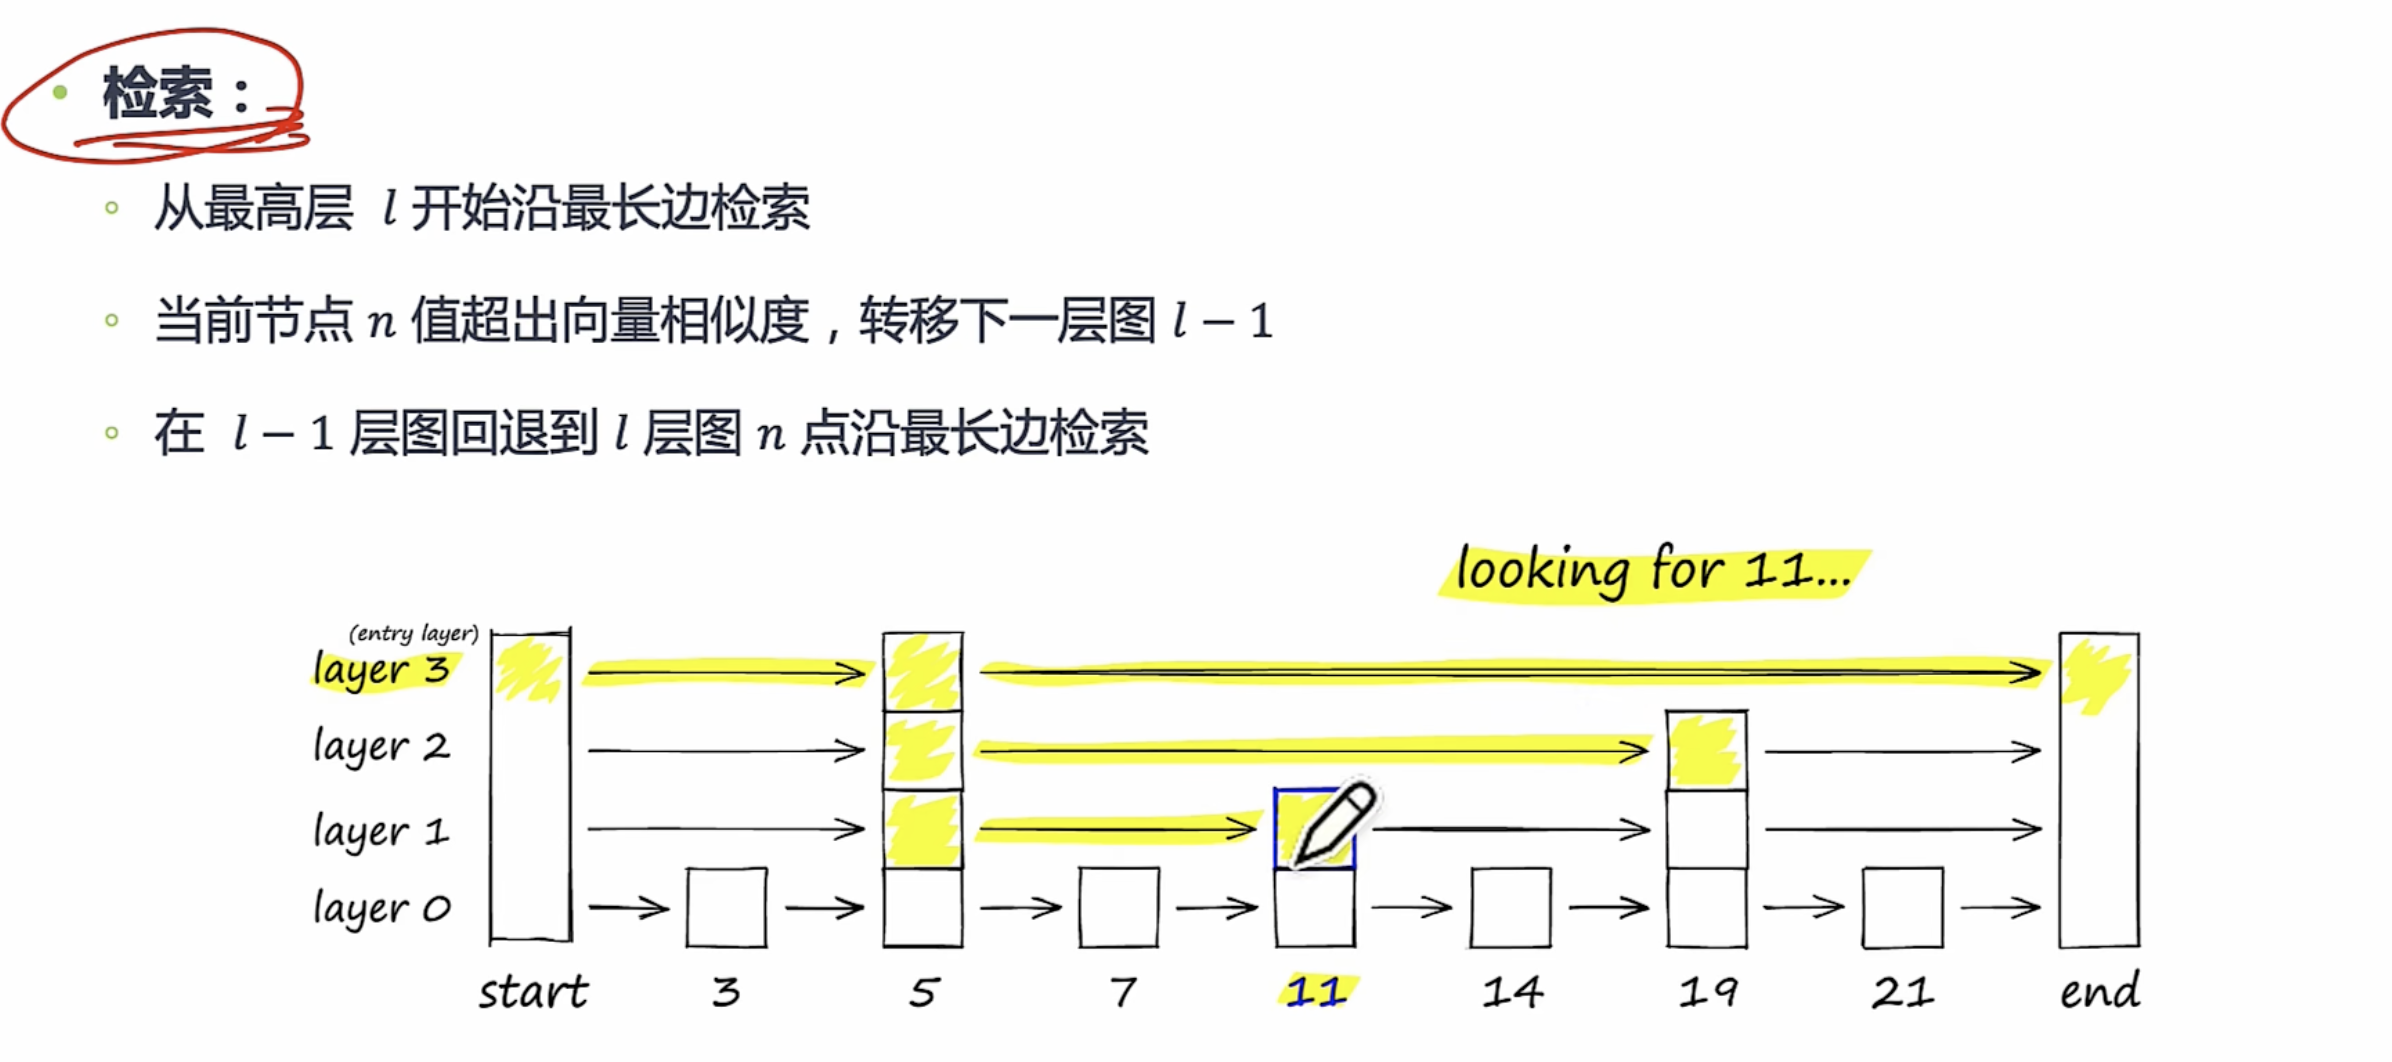 检索：
从最高层 l 开始沿最长边检索
当前节点 n 值超出向量相似度，转移下一层图 l − 1
在 l − 1 层图回退到 l 层图 n 点沿最长边检索
looking for 11...
(entry layer)
layer 3
layer 2
layer 1
layer 0
start 3 5 7 11 14 19 21 end